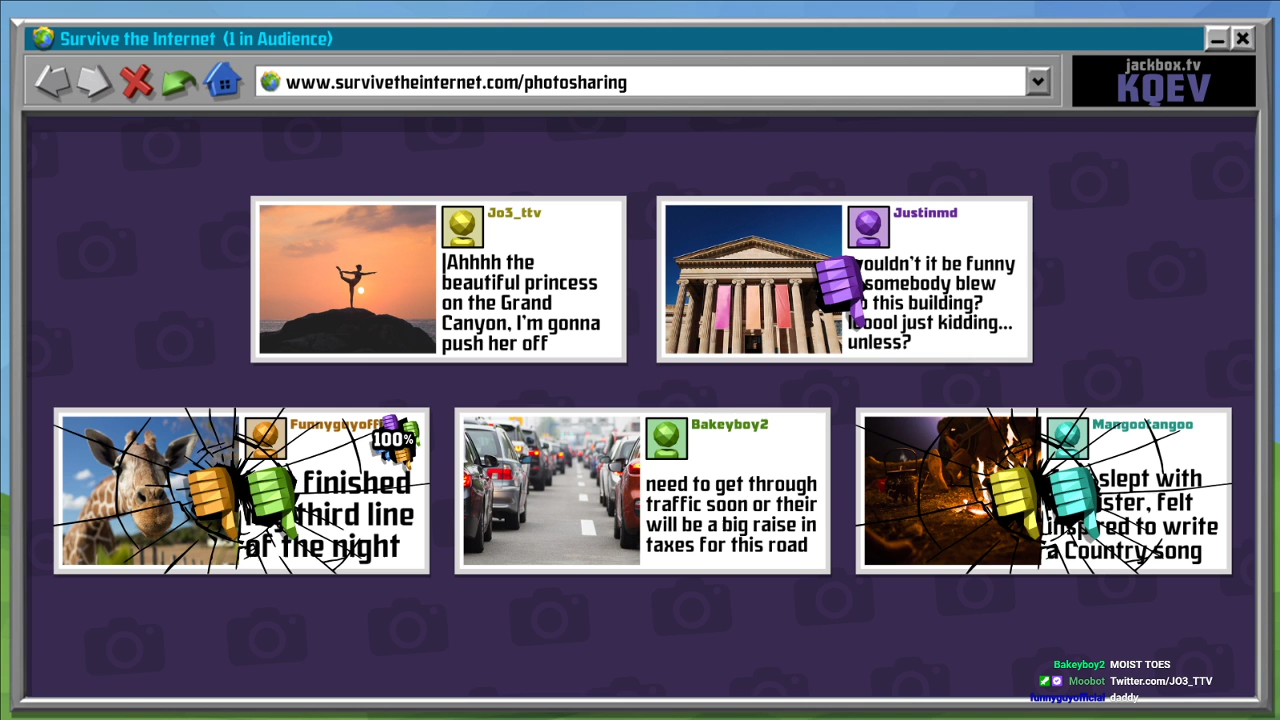 Survive the Internet (1 in Audience)
www.survivetheinternet.com/photosharing
jackbox.tv
KQEV
Jo3_ttv
Ahhhh the
beautiful princess
on the Grand
Canyon, I'm gonna
push her off
Justinmd
wouldn't it be funny
somebody blew
this building?
just kidding...
unless?
100%
finished
third line
of the night
Bakeyboy2
need to get through
traffic soon or their
will be a big raise in
taxes for this road
Mangootangoo
slept with
inspired to write
a Country song
felt
Bakeyboy2 MOIST TOES
Moobot Twitter.com/JO3_TTV
funnyguyofficial daddy